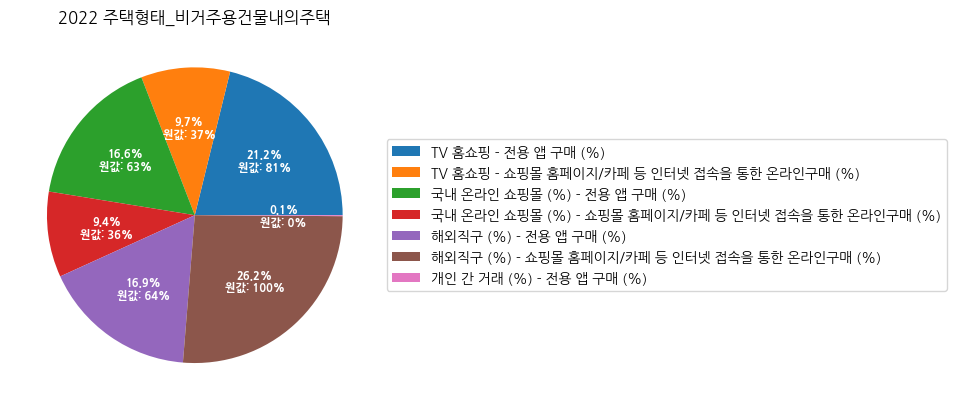 2022 주택형태_비거주용건물내의주택
9.7%
원값: 37%
21.2%
원값: 81%
16.6%
원값: 63%
0.1%
원값: 0%
9.4%
원값: 36%
26.2%
원값: 100%
16.9%
원값: 64%
TV 홈쇼핑 - 전용 앱 구매 (%)
TV 홈쇼핑 - 쇼핑몰 홈페이지/카페 등 인터넷 접속을 통한 온라인구매 (%)
국내 온라인 쇼핑몰 (%) - 전용 앱 구매 (%)
국내 온라인 쇼핑몰 (%) - 쇼핑몰 홈페이지/카페 등 인터넷 접속을 통한 온라인구매 (%)
해외직구 (%) - 전용 앱 구매 (%)
해외직구 (%) - 쇼핑몰 홈페이지/카페 등 인터넷 접속을 통한 온라인구매 (%)
개인 간 거래 (%) - 전용 앱 구매 (%)